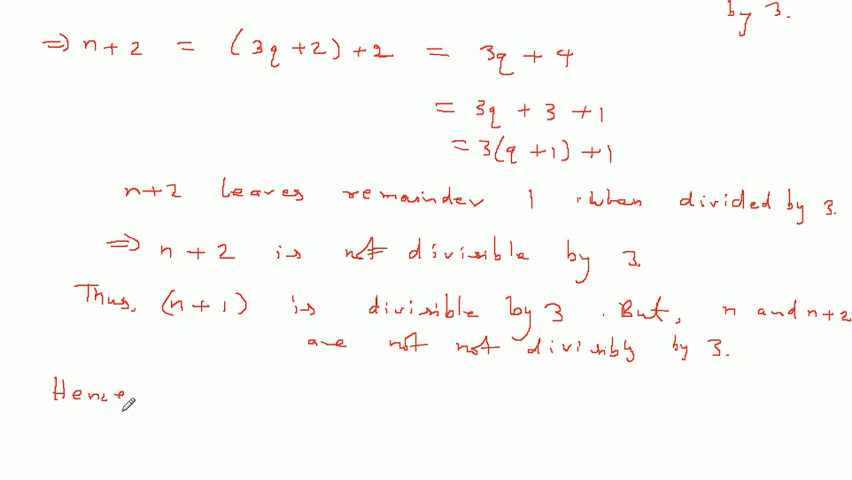 by 3.
⇒ n + 2 = (3q + 2) + 2 = 3q + 4
= 3q + 3 + 1
= 3(q + 1) + 1
n+2 leaves remainder 1 when divided by 3.
⇒ n + 2 is not divisible by 3.
Thus, (n + 1) is divisible by 3. But, n and n+2
are not not divisibly by 3.
Hence